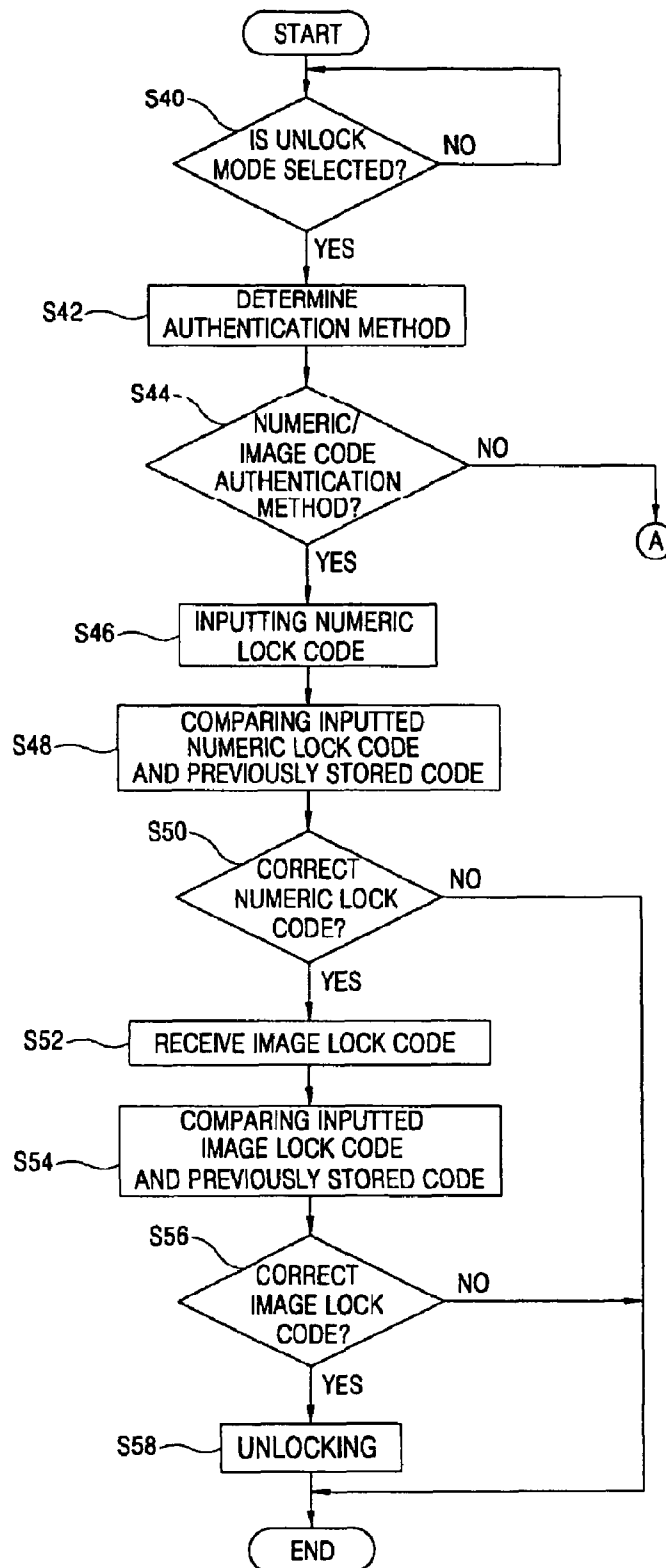 START
S40
IS UNLOCK
MODE SELECTED?
NO
YES
S42
DETERMINE
AUTHENTICATION METHOD
S44
NUMERIC/
IMAGE CODE
AUTHENTICATION
METHOD?
NO
A
YES
S46
INPUTTING NUMERIC
LOCK CODE
S48
COMPARING INPUTTED
NUMERIC LOCK CODE
AND PREVIOUSLY STORED CODE
S50
CORRECT
NUMERIC LOCK
CODE?
NO
YES
S52
RECEIVE IMAGE LOCK CODE
S54
COMPARING INPUTTED
IMAGE LOCK CODE
AND PREVIOUSLY STORED CODE
S56
CORRECT
IMAGE LOCK
CODE?
NO
YES
S58
UNLOCKING
END